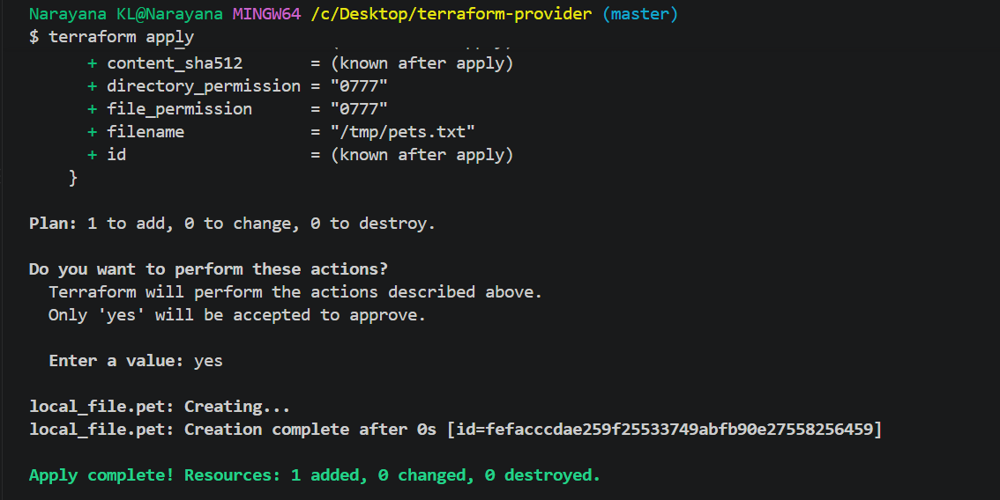 Narayana KL@Narayana MINGW64 /c/Desktop/terraform-provider (master)
$ terraform apply
+ content_sha512 = (known after apply)
+ directory_permission = "0777"
+ file_permission = "0777"
+ filename = "/tmp/pets.txt"
+ id = (known after apply)
}
Plan: 1 to add, 0 to change, 0 to destroy.
Do you want to perform these actions?
Terraform will perform the actions described above.
Only 'yes' will be accepted to approve.
Enter a value: yes
local_file.pet: Creating...
local_file.pet: Creation complete after 0s [id=fefacccdae259f25533749abfb90e27558256459]
Apply complete! Resources: 1 added, 0 changed, 0 destroyed.